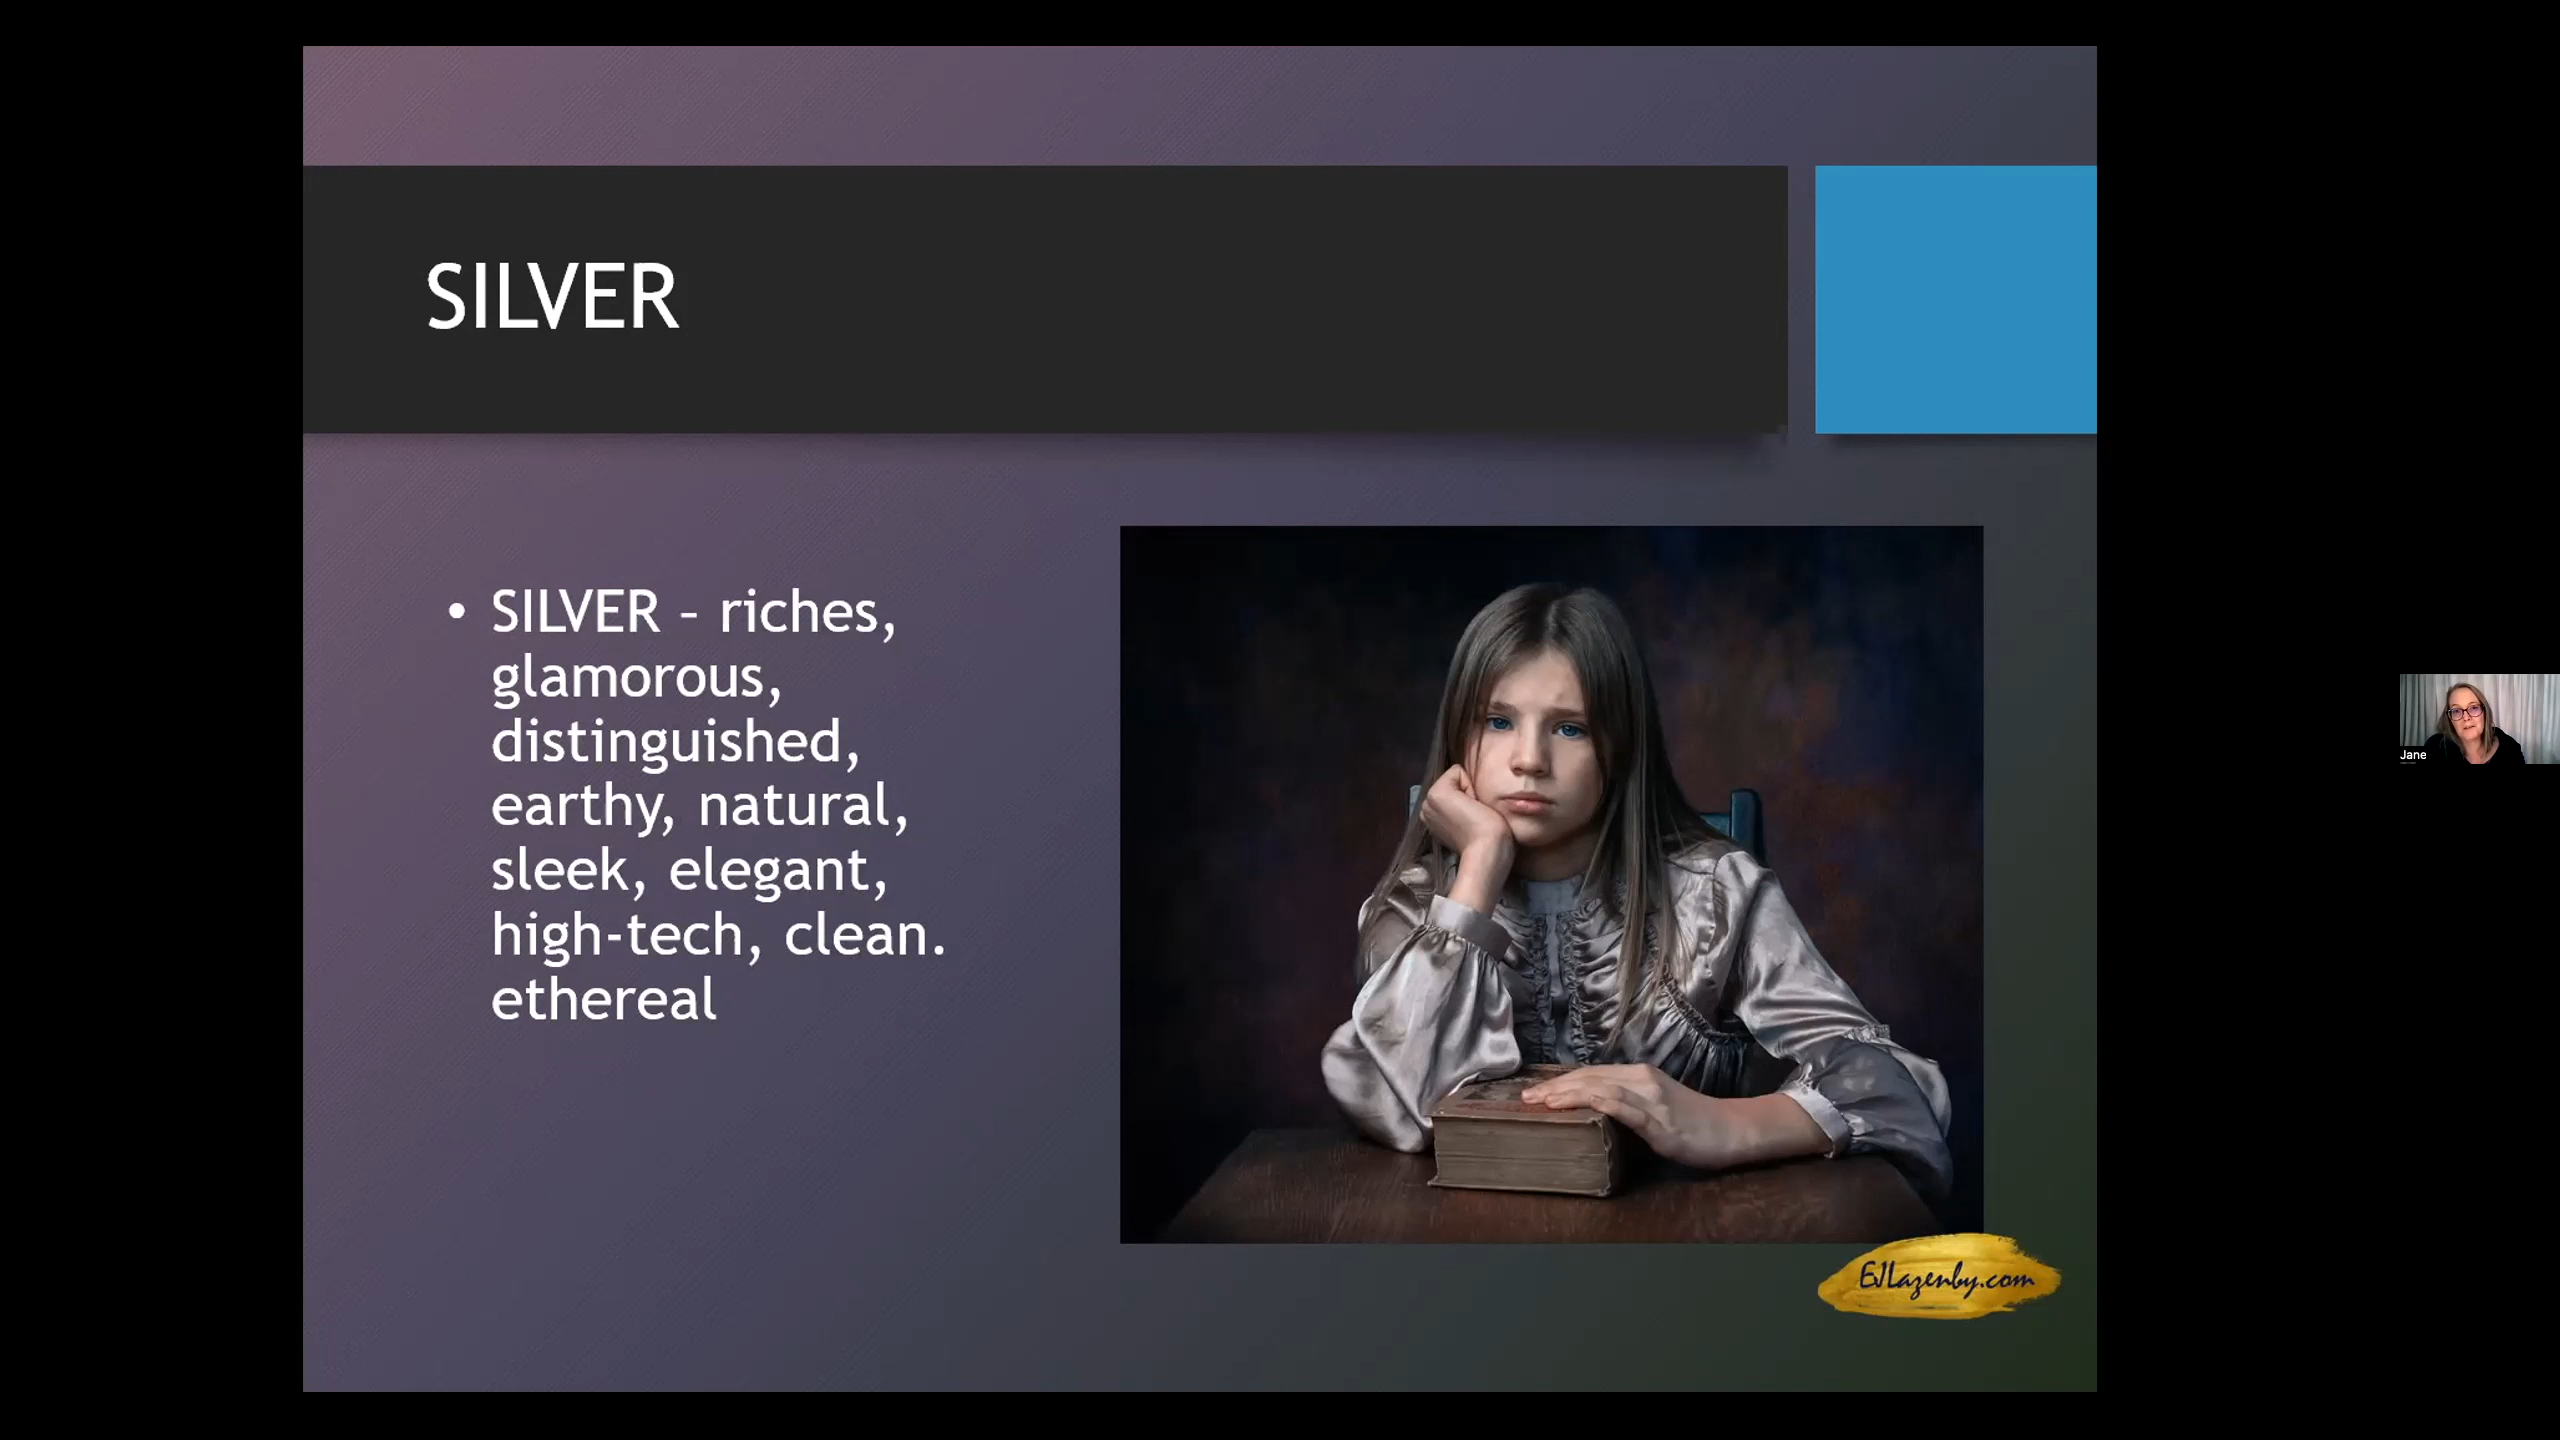 SILVER
• SILVER – riches,
glamorous,
distinguished,
earthy, natural,
sleek, elegant,
high-tech, clean.
ethereal
EJLazenby.com
Jane